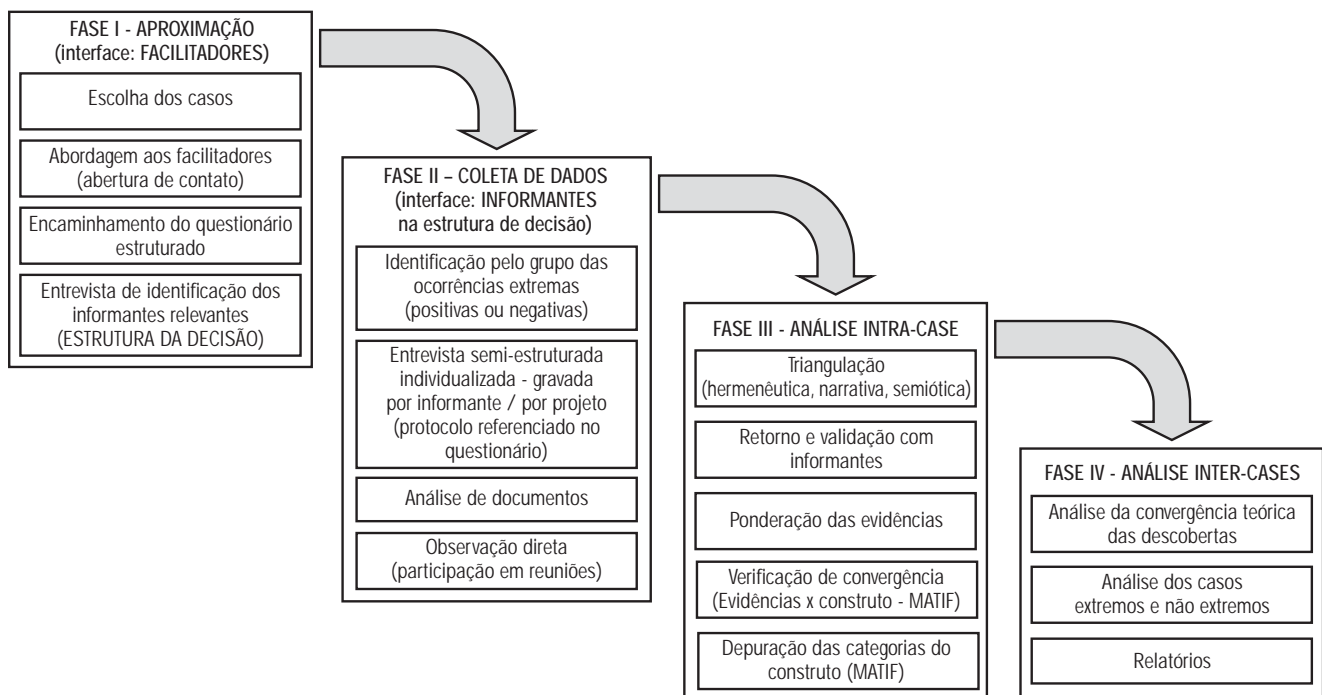 FASE I - APROXIMAÇÃO
(interface: FACILITADORES)
Escolha dos casos
Abordagem aos facilitadores
(abertura de contato)
Encaminhamento do questionário
estruturado
Entrevista de identificação dos
informantes relevantes
(ESTRUTURA DA DECISÃO)
FASE II – COLETA DE DADOS
(interface: INFORMANTES
na estrutura de decisão)
Identificação pelo grupo das
ocorrências extremas
(positivas ou negativas)
Entrevista semi-estruturada
individualizada - gravada
por informante / por projeto
(protocolo referenciado no
questionário)
Análise de documentos
Observação direta
(participação em reuniões)
FASE III - ANÁLISE INTRA-CASE
Triangulação
(hermenêutica, narrativa, semiótica)
Retorno e validação com
informantes
Ponderação das evidências
Verificação de convergência
(Evidências x construto - MATIF)
Depuração das categorias do
construto (MATIF)
FASE IV - ANÁLISE INTER-CASES
Análise da convergência teórica
das descobertas
Análise dos casos
extremos e não extremos
Relatórios